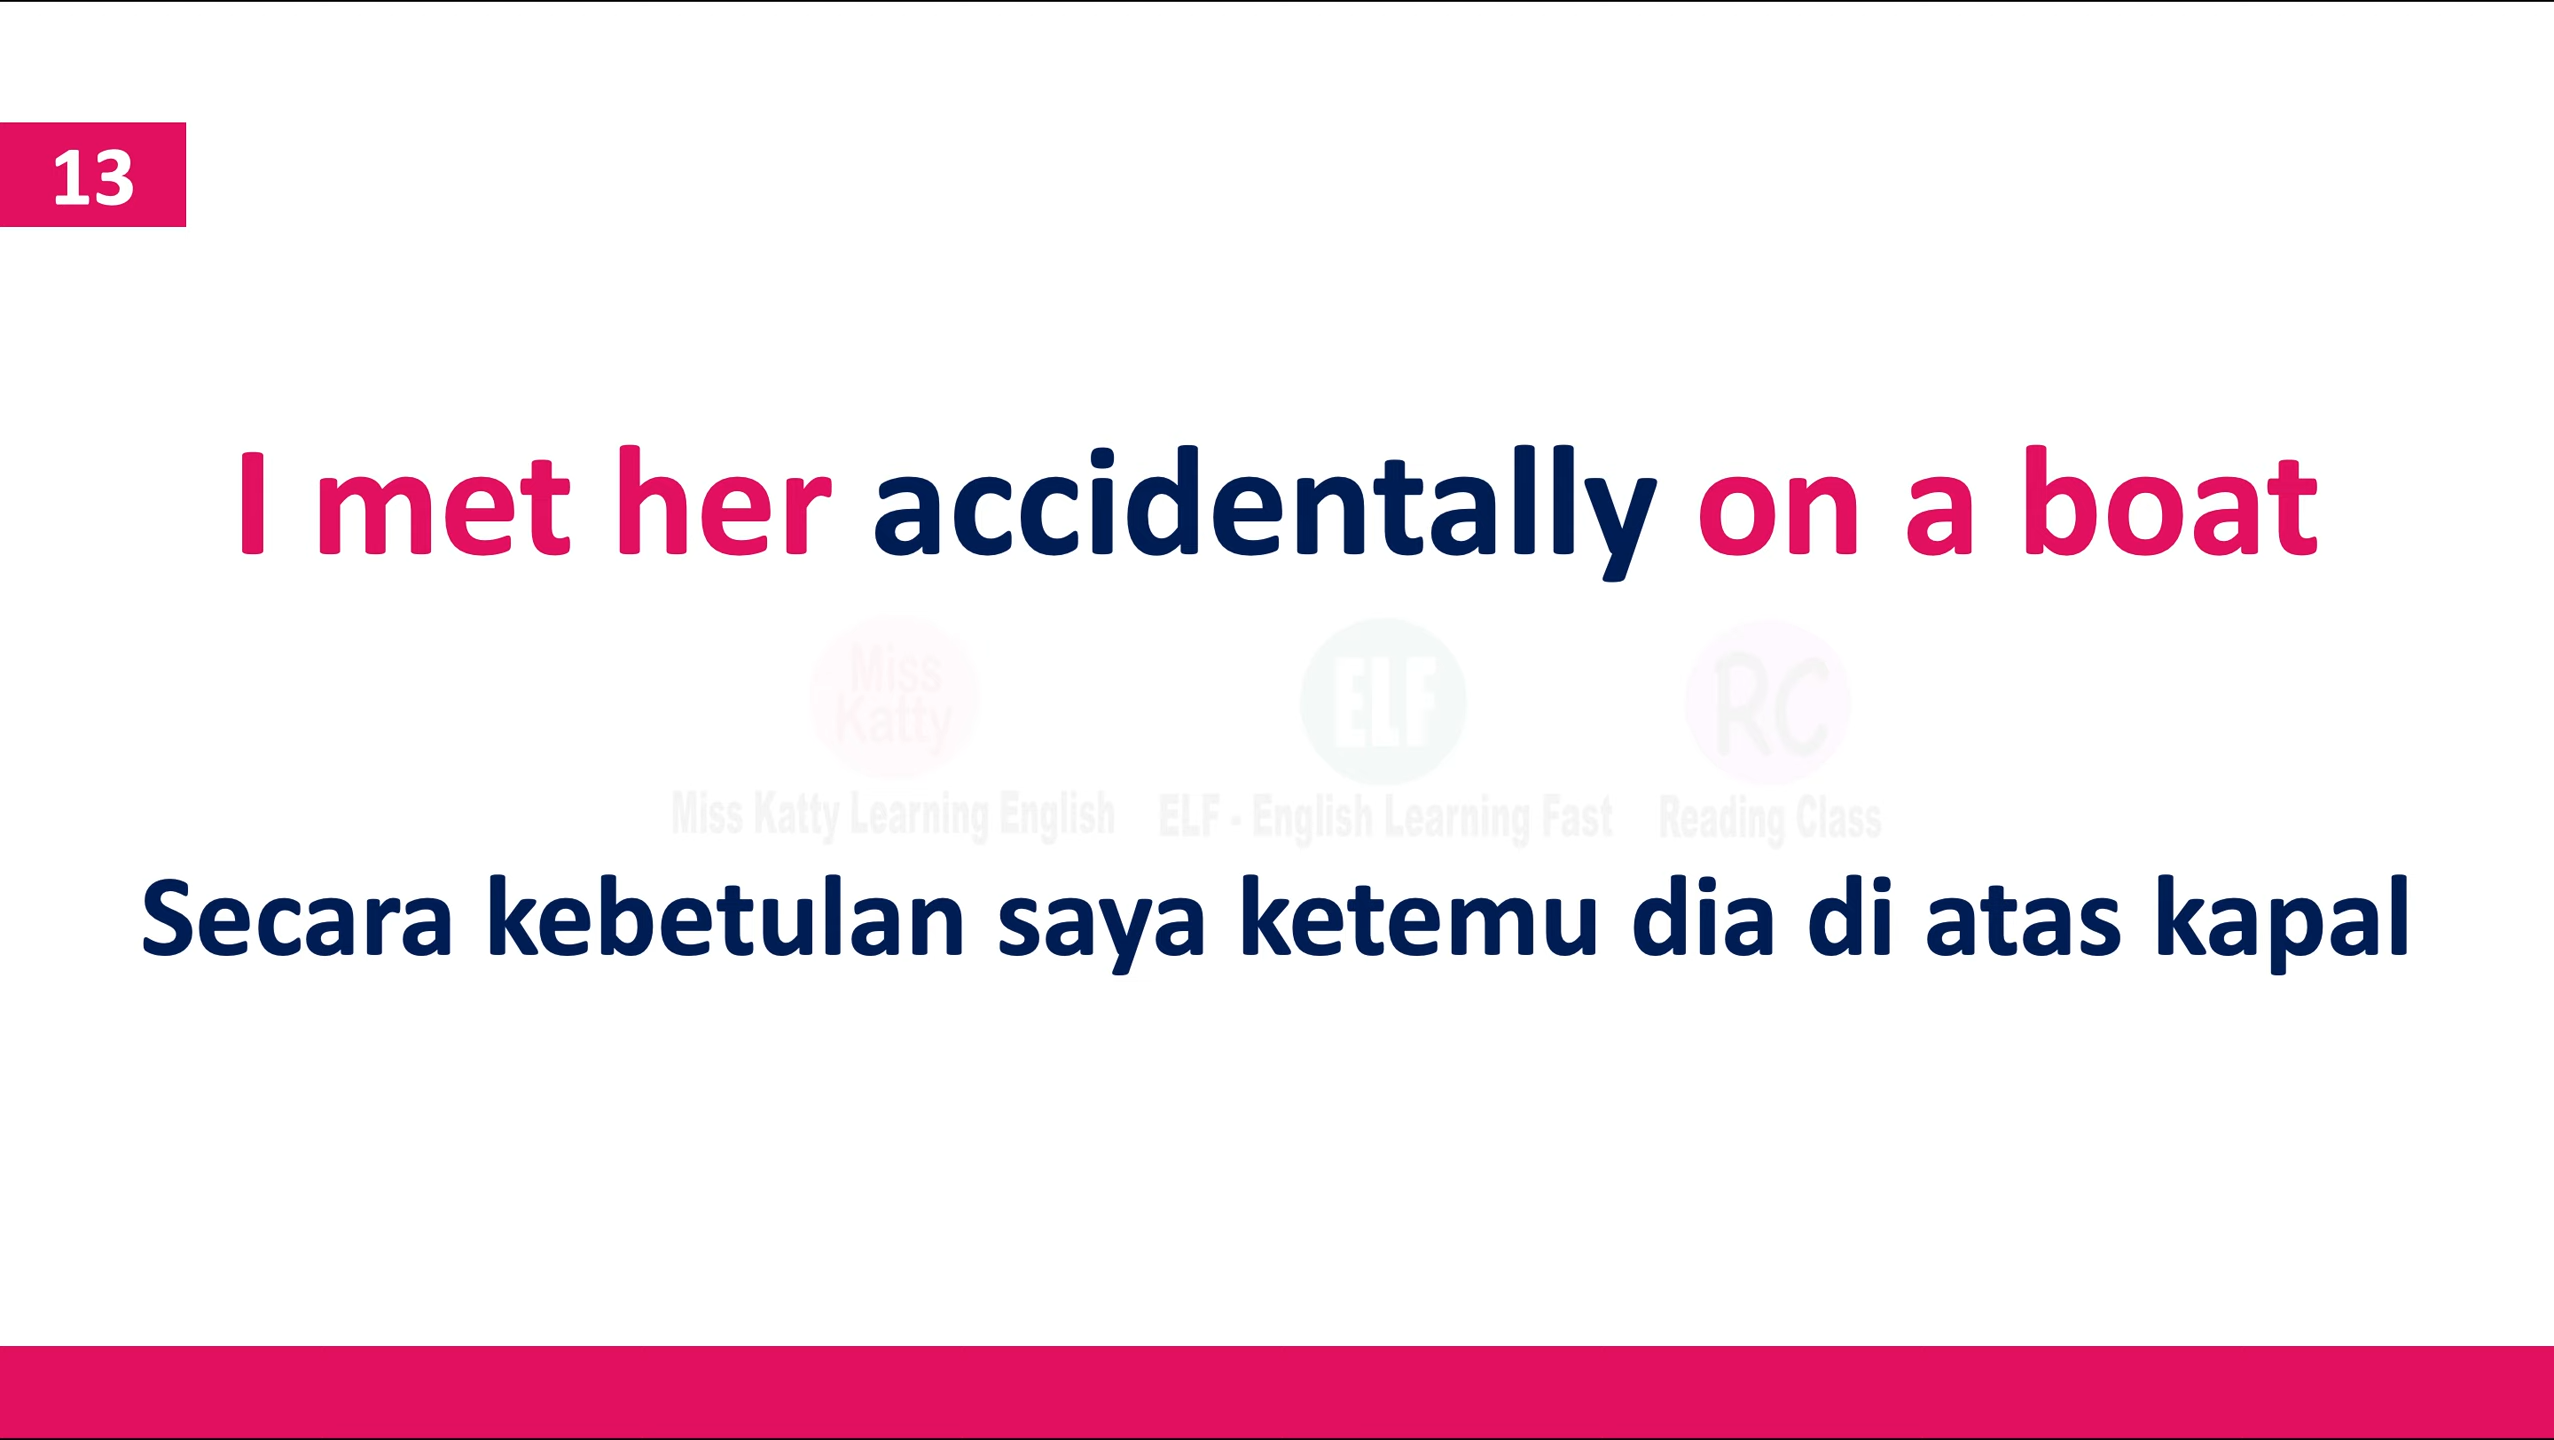 13
I met her accidentally on a boat
Miss
Katty
ELF
RC
Miss Katty Learning English
ELF - English Learning Fast
Reading Class
Secara kebetulan saya ketemu dia di atas kapal